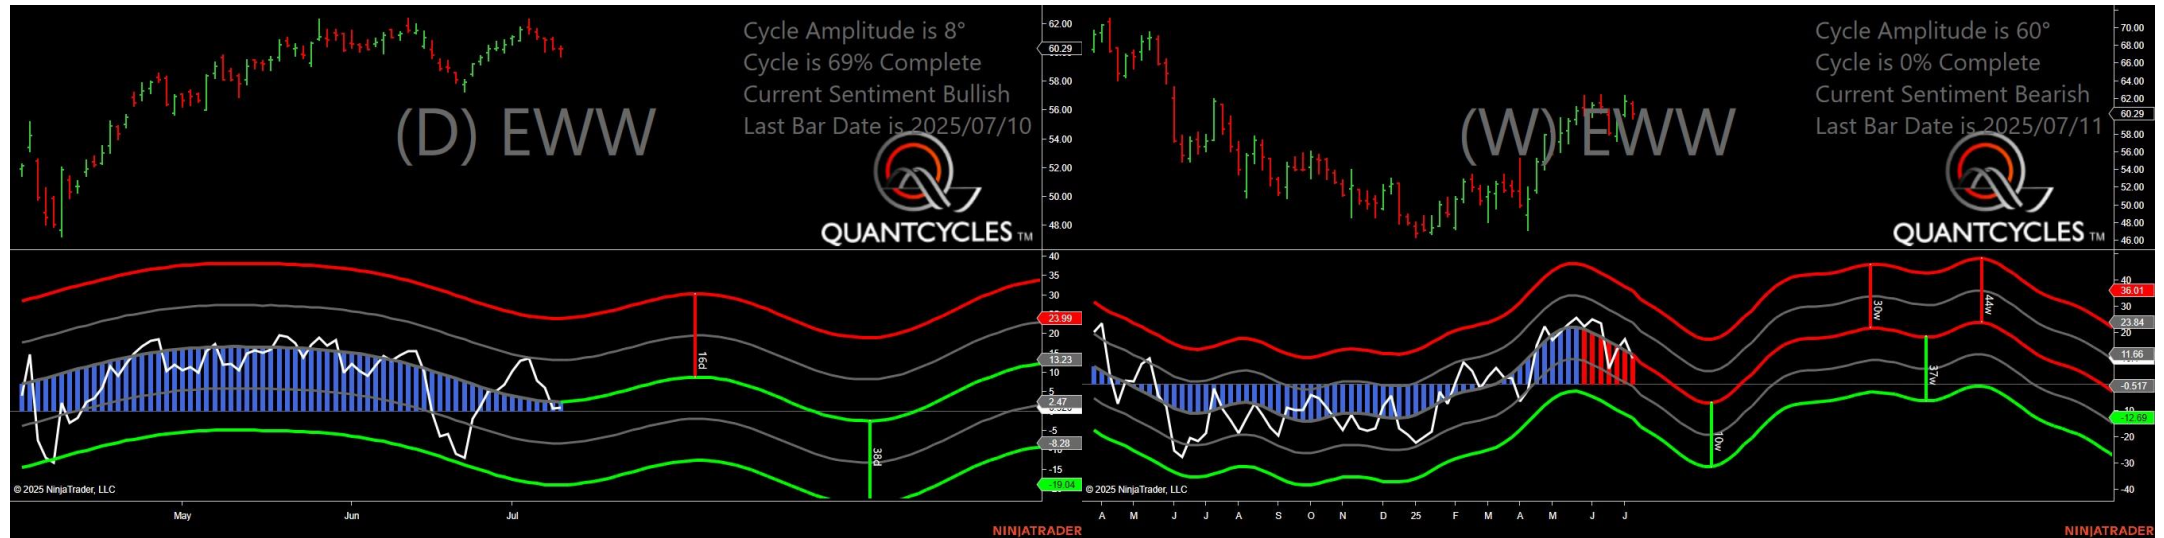 Cycle Amplitude is 8°
Cycle is 69% Complete
Current Sentiment Bullish
Last Bar Date is 2025/07/10
(D) EWW
QUANTCYCLES TM
62.00
60.29
58.00
56.00
54.00
52.00
50.00
48.00
40
35
30
23.99
20
13.23
10
5
2.47
-5
-8.28
-15
-19.04
16d
38d
© 2025 NinjaTrader, LLC
May Jun Jul
NINJATRADER
Cycle Amplitude is 60°
Cycle is 0% Complete
Current Sentiment Bearish
Last Bar Date is 2025/07/11
(W) EWW
QUANTCYCLES TM
70.00
68.00
66.00
64.00
62.00
60.29
58.00
56.00
54.00
52.00
50.00
48.00
46.00
40
36.01
30
23.84
20
11.66
-0.517
-12.69
-20
-30
-40
30w
44w
37w
10w
© 2025 NinjaTrader, LLC
A M J J A S O N D 25 F M A M J J
NINJATRADER